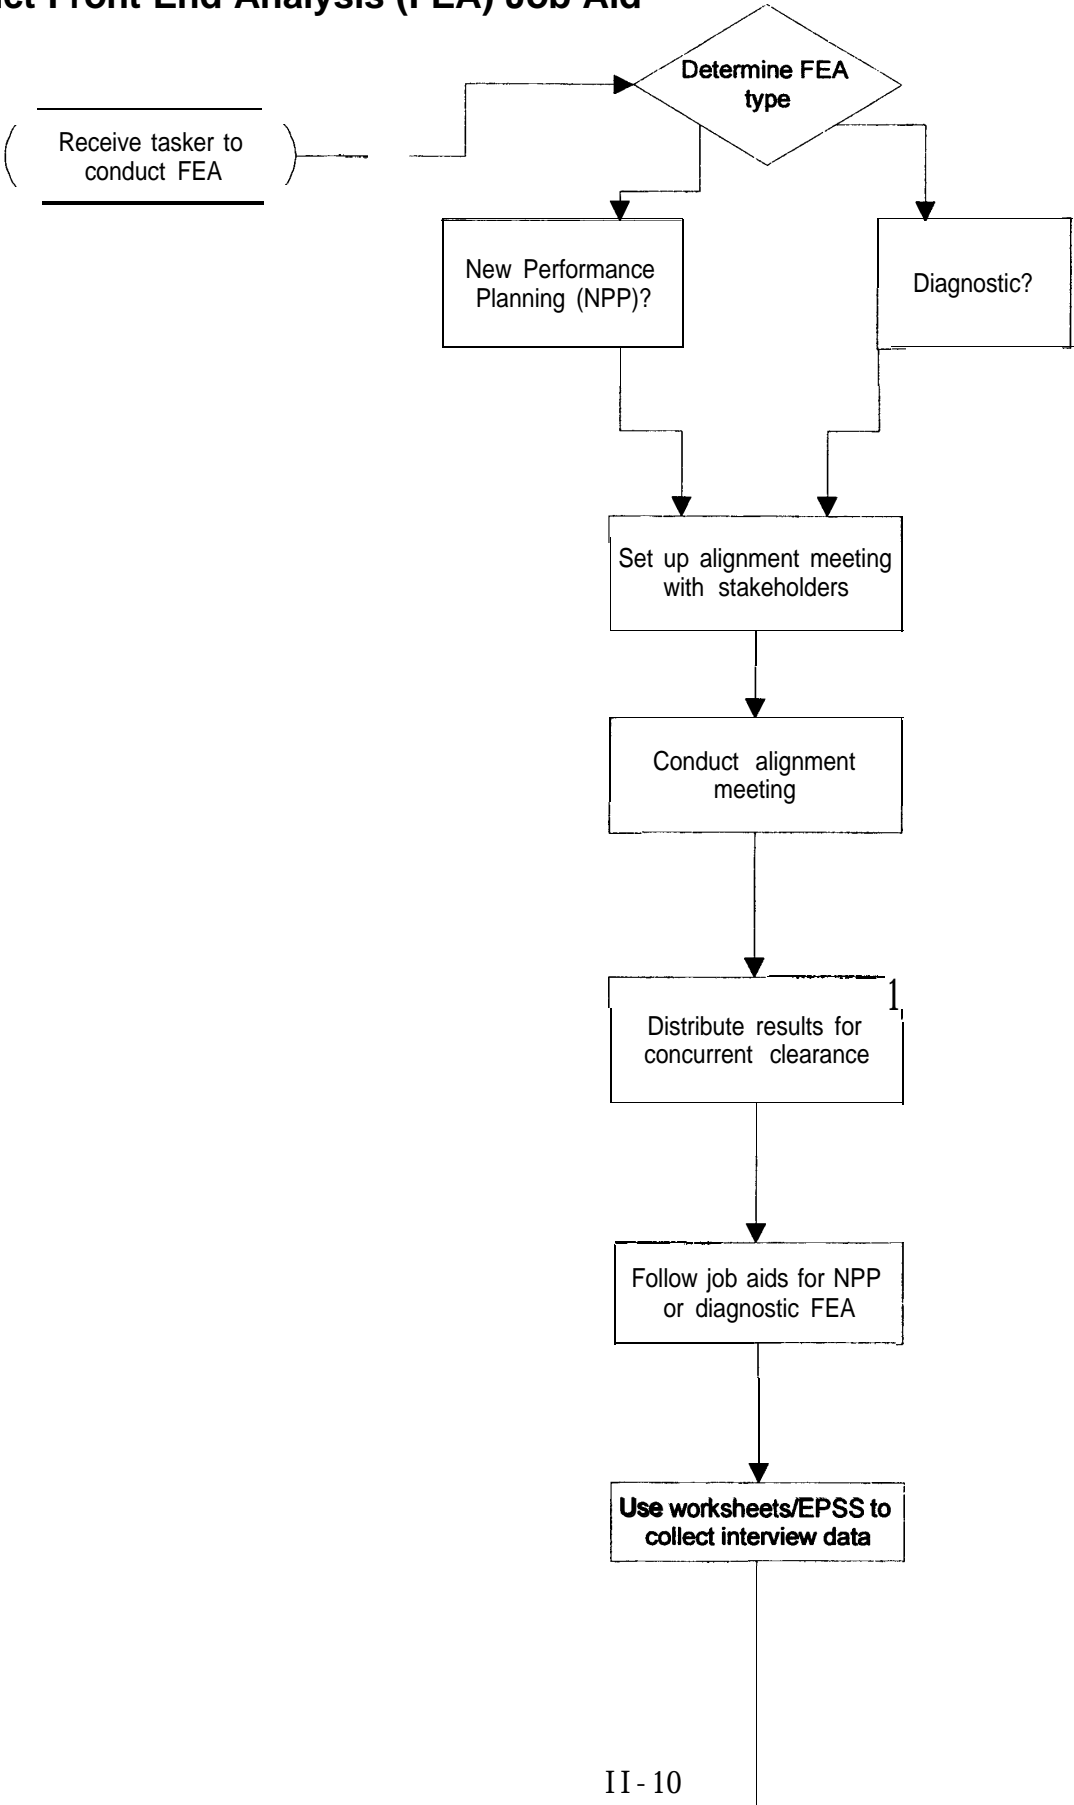 ct Front End Analysis (FEA) Job Aid
Determine FEA
type
Receive tasker to
conduct FEA
New Performance
Planning (NPP)?
Diagnostic?
Set up alignment meeting
with stakeholders
Conduct alignment
meeting
1
Distribute results for
concurrent clearance
Follow job aids for NPP
or diagnostic FEA
Use worksheets/EPSS to
collect interview data
II-10